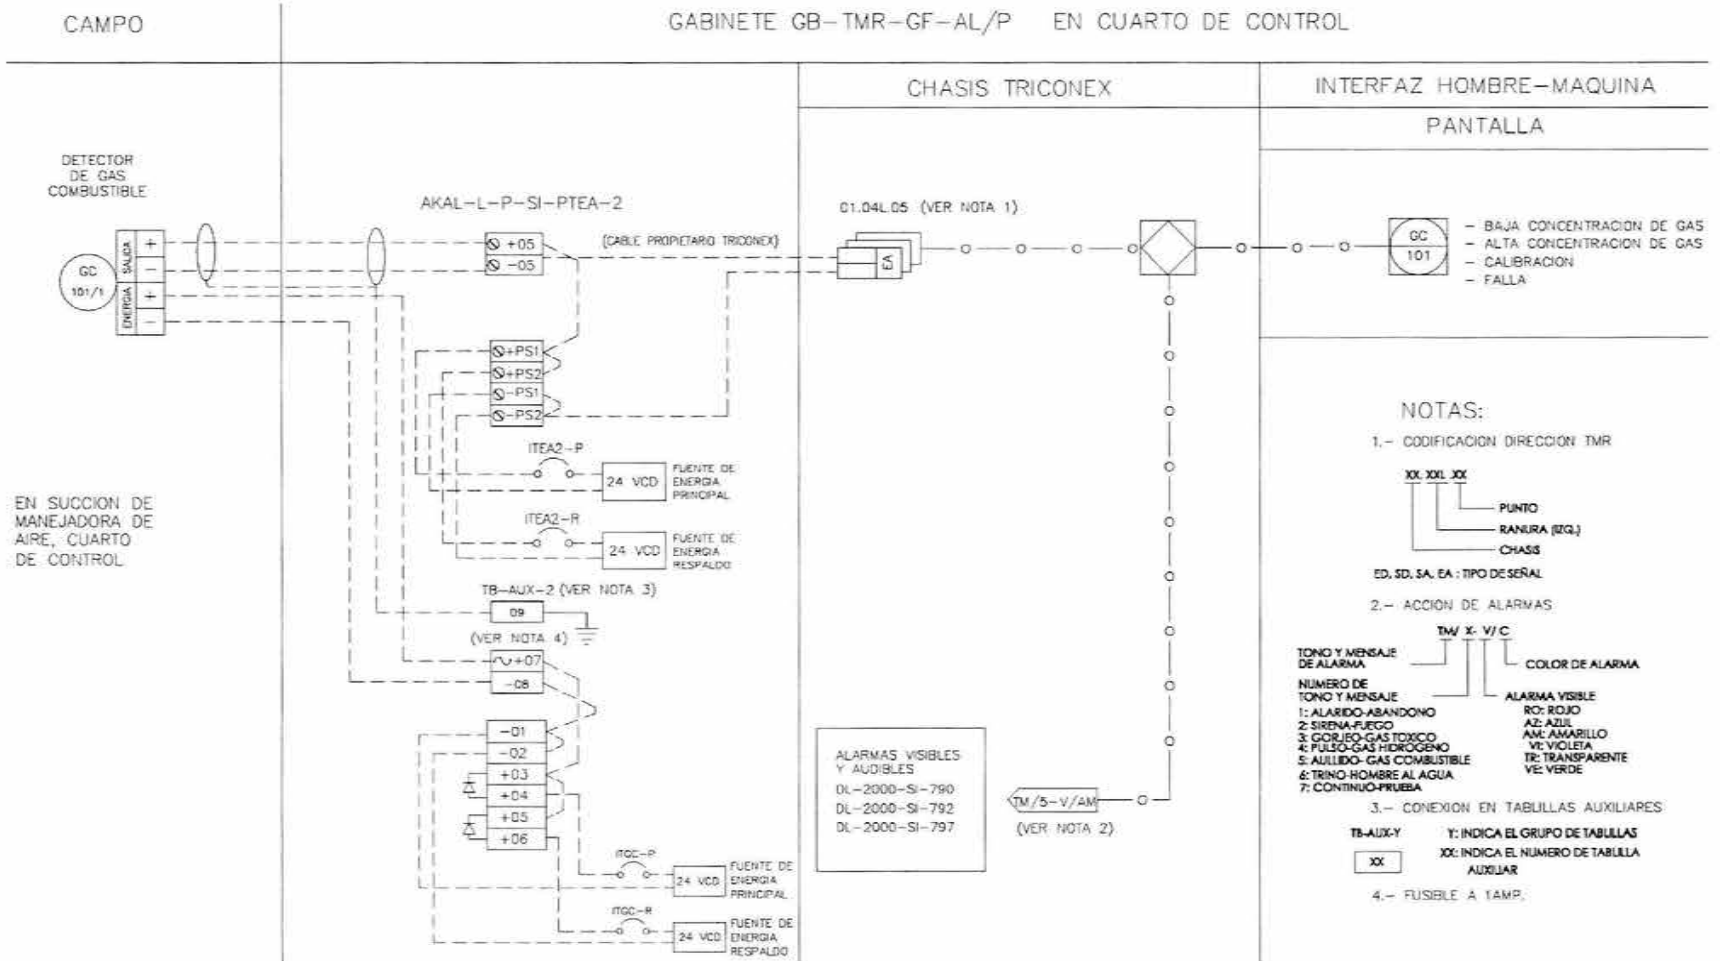 CAMPO
GABINETE GB-TMR-GF-AL/P EN CUARTO DE CONTROL
CHASIS TRICONEX
INTERFAZ HOMBRE-MAQUINA
PANTALLA
DETECTOR
DE GAS
COMBUSTIBLE
GC
101/1
SALIDA
+
-
ENERGIA
+
-
EN SUCCION DE
MANEJADORA DE
AIRE, CUARTO
DE CONTROL
AKAL-L-P-SI-PTEA-2
+05
-05
(CABLE PROPIETARIO TRICONEX)
+PS1
+PS2
-PS1
-PS2
ITEA2-P
24 VCD
FUENTE DE
ENERGIA
PRINCIPAL
ITEA2-R
24 VCD
FUENTE DE
ENERGIA
RESPALDO
TB-AUX-2 (VER NOTA 3)
09
(VER NOTA 4)
+07
-08
-01
-02
+03
+04
+05
+06
ITGC-P
24 VCD
FUENTE DE
ENERGIA
PRINCIPAL
ITGC-R
24 VCD
FUENTE DE
ENERGIA
RESPALDO
01.04L.05 (VER NOTA 1)
EA
ALARMAS VISIBLES
Y AUDIBLES
DL-2000-SI-790
DL-2000-SI-792
DL-2000-SI-797
TM/5-V/AM
(VER NOTA 2)
GC
101
- BAJA CONCENTRACION DE GAS
- ALTA CONCENTRACION DE GAS
- CALIBRACION
- FALLA
NOTAS:
1.- CODIFICACION DIRECCION TMR
XX. XXL .XX
PUNTO
RANURA (IZQ.)
CHASIS
ED, SD, SA, EA : TIPO DE SEÑAL
2.- ACCION DE ALARMAS
TM/ X- V/ C
TONO Y MENSAJE
DE ALARMA
COLOR DE ALARMA
NUMERO DE
TONO Y MENSAJE
ALARMA VISIBLE
1: ALARIDO-ABANDONO
2: SIRENA-FUEGO
3: GORJEO-GAS TOXICO
4: PULSO-GAS HIDROGENO
5: AULLIDO- GAS COMBUSTIBLE
6: TRINO-HOMBRE AL AGUA
7: CONTINUO-PRUEBA
RO: ROJO
AZ: AZUL
AM: AMARILLO
VI: VIOLETA
TR: TRANSPARENTE
VE: VERDE
3.- CONEXION EN TABULLAS AUXILIARES
TB-AUX-Y Y: INDICA EL GRUPO DE TABULLAS
XX XX: INDICA EL NUMERO DE TABLILLA
AUXILIAR
4.- FUSIBLE A 1AMP.